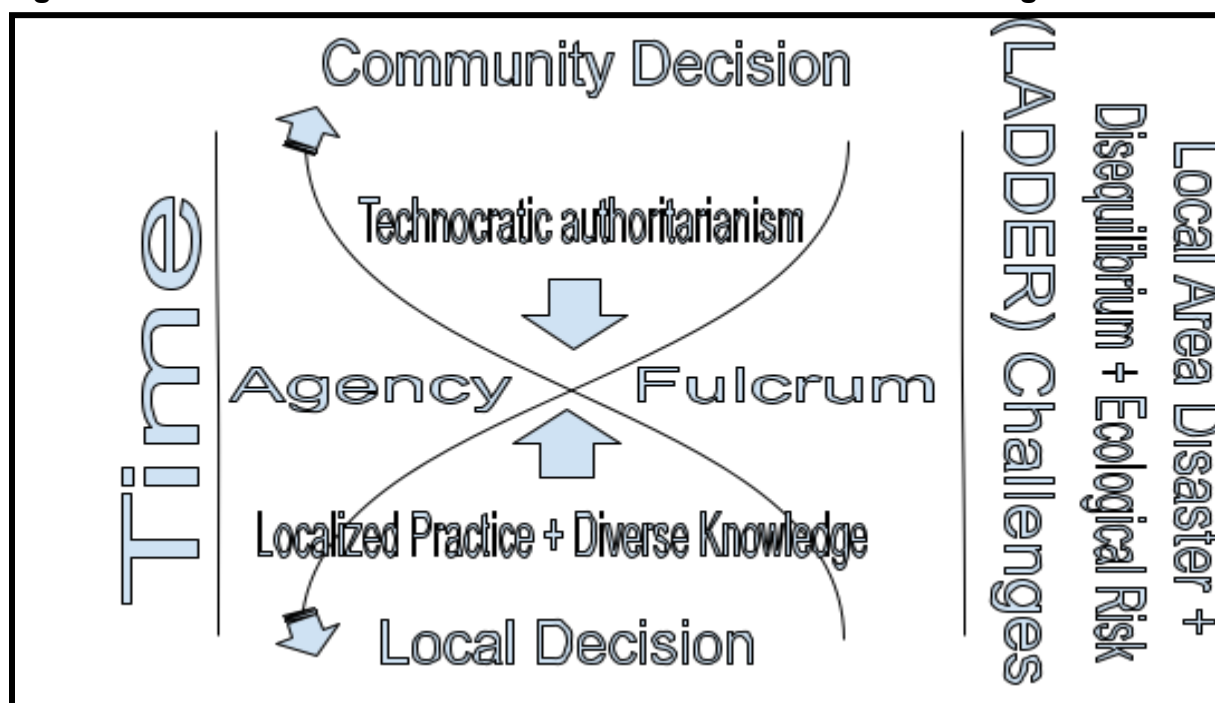 Community Decision
Technocratic authoritarianism
Time
Agency Fulcrum
Localized Practice + Diverse Knowledge
Local Decision
(LADDER) Challenges
Disequilibrium + Ecological Risk
Local Area Disaster +